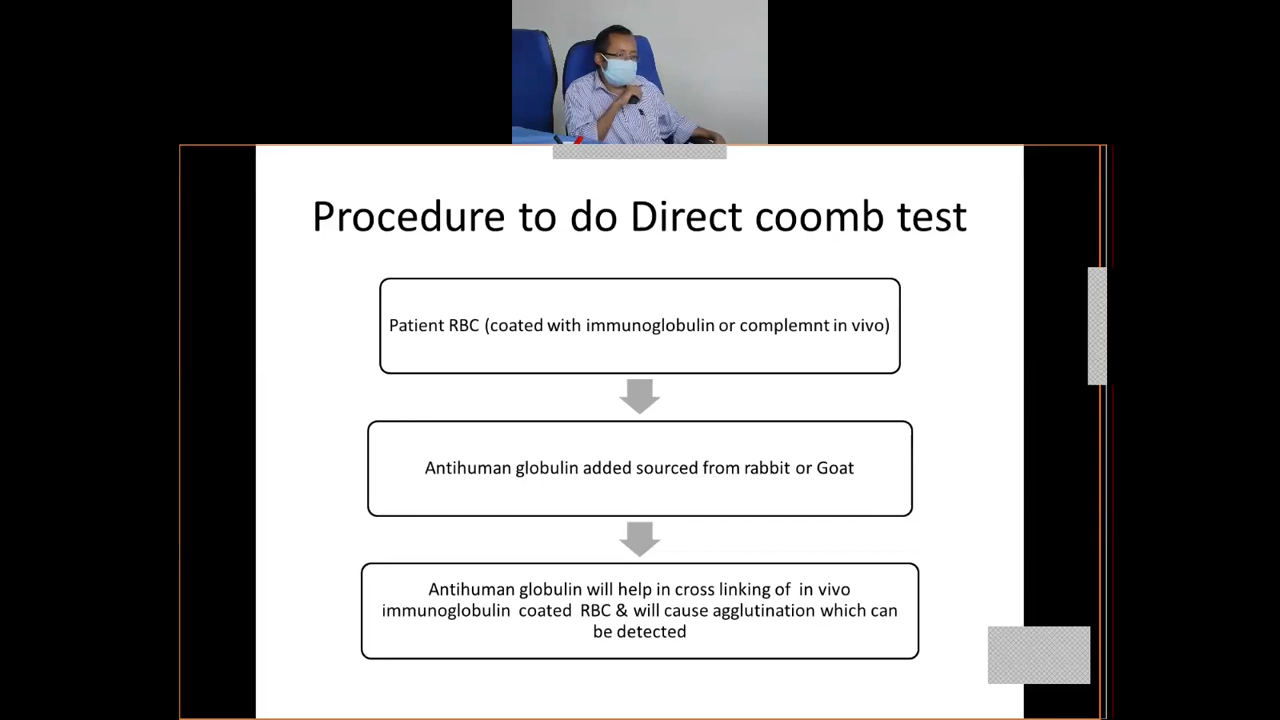 Procedure to do Direct coomb test
Patient RBC (coated with immunoglobulin or complemnt in vivo)
Antihuman globulin added sourced from rabbit or Goat
Antihuman globulin will help in cross linking of in vivo
immunoglobulin coated RBC & will cause agglutination which can
be detected